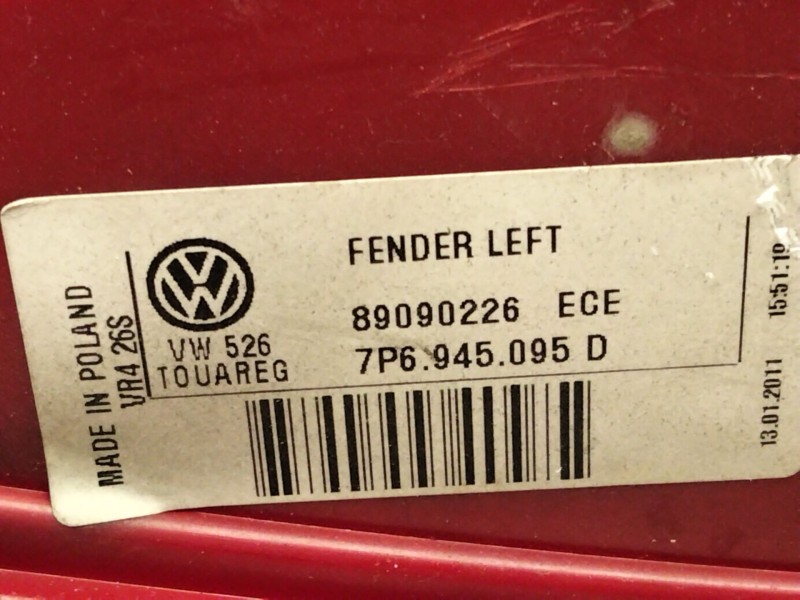 FENDER LEFT
89090226 ECE
7P6.945.095 D
VW 526
TOUAREG
MADE IN POLAND
VR4 26S
13.01.2011 15:51:19